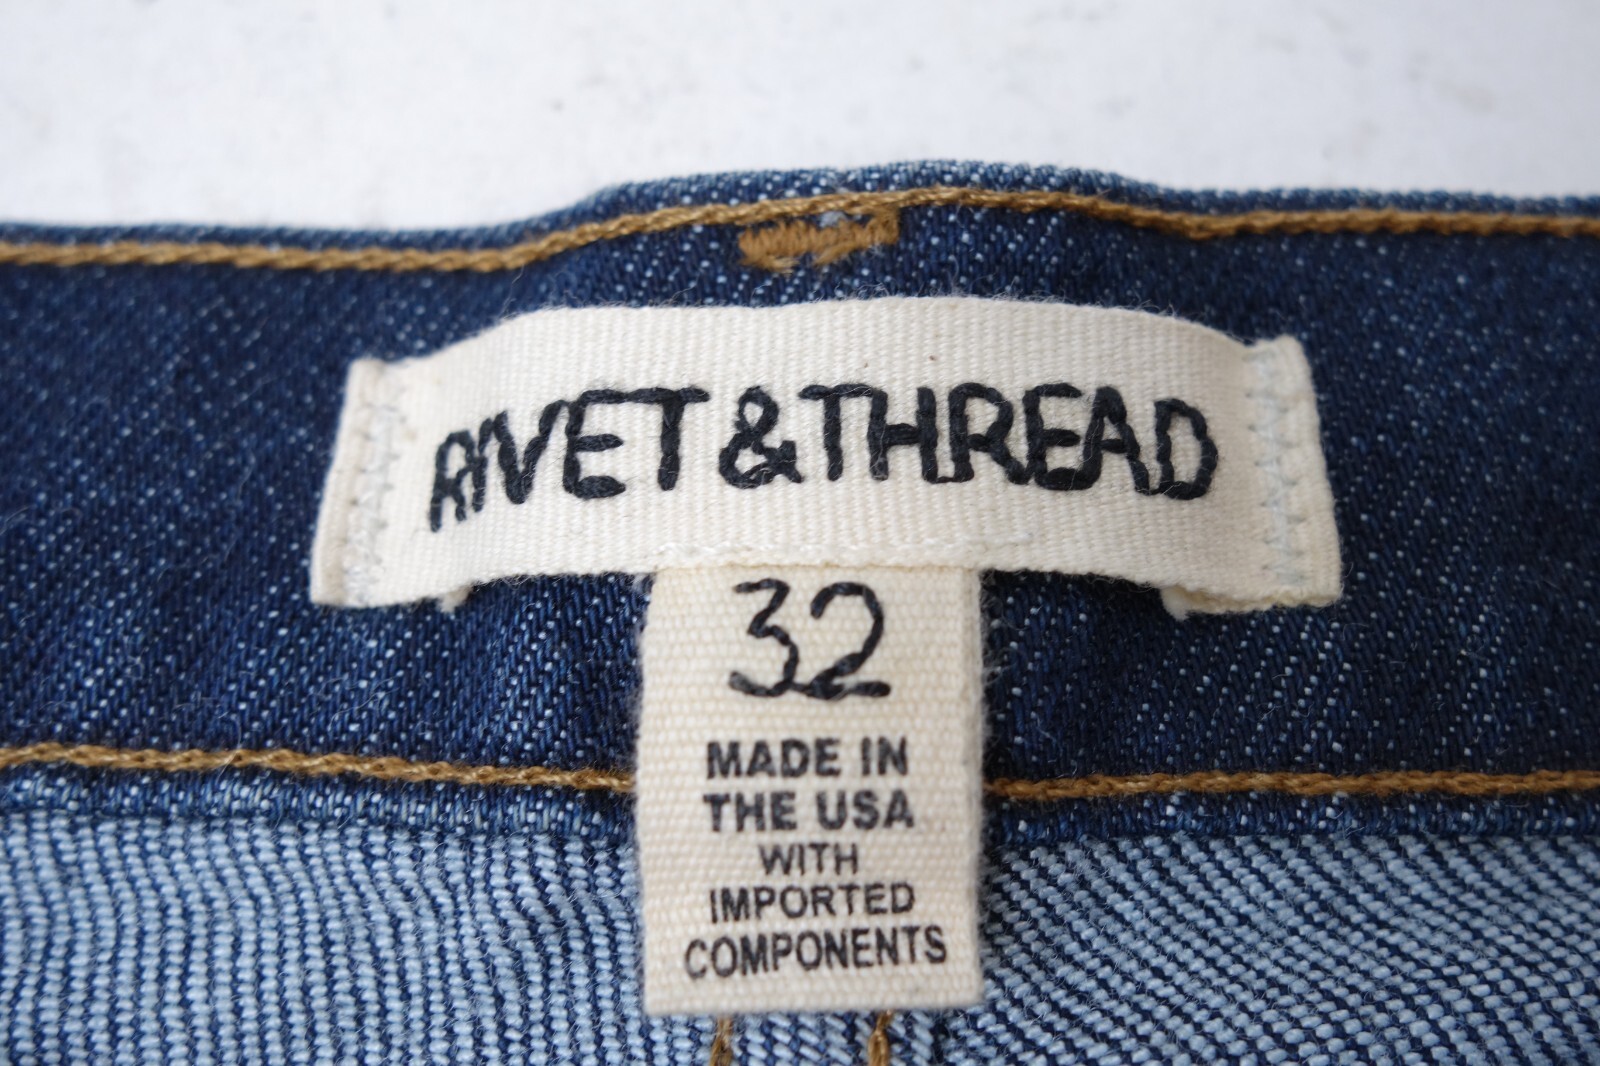 RIVET & THREAD
32
MADE IN
THE USA
WITH
IMPORTED
COMPONENTS